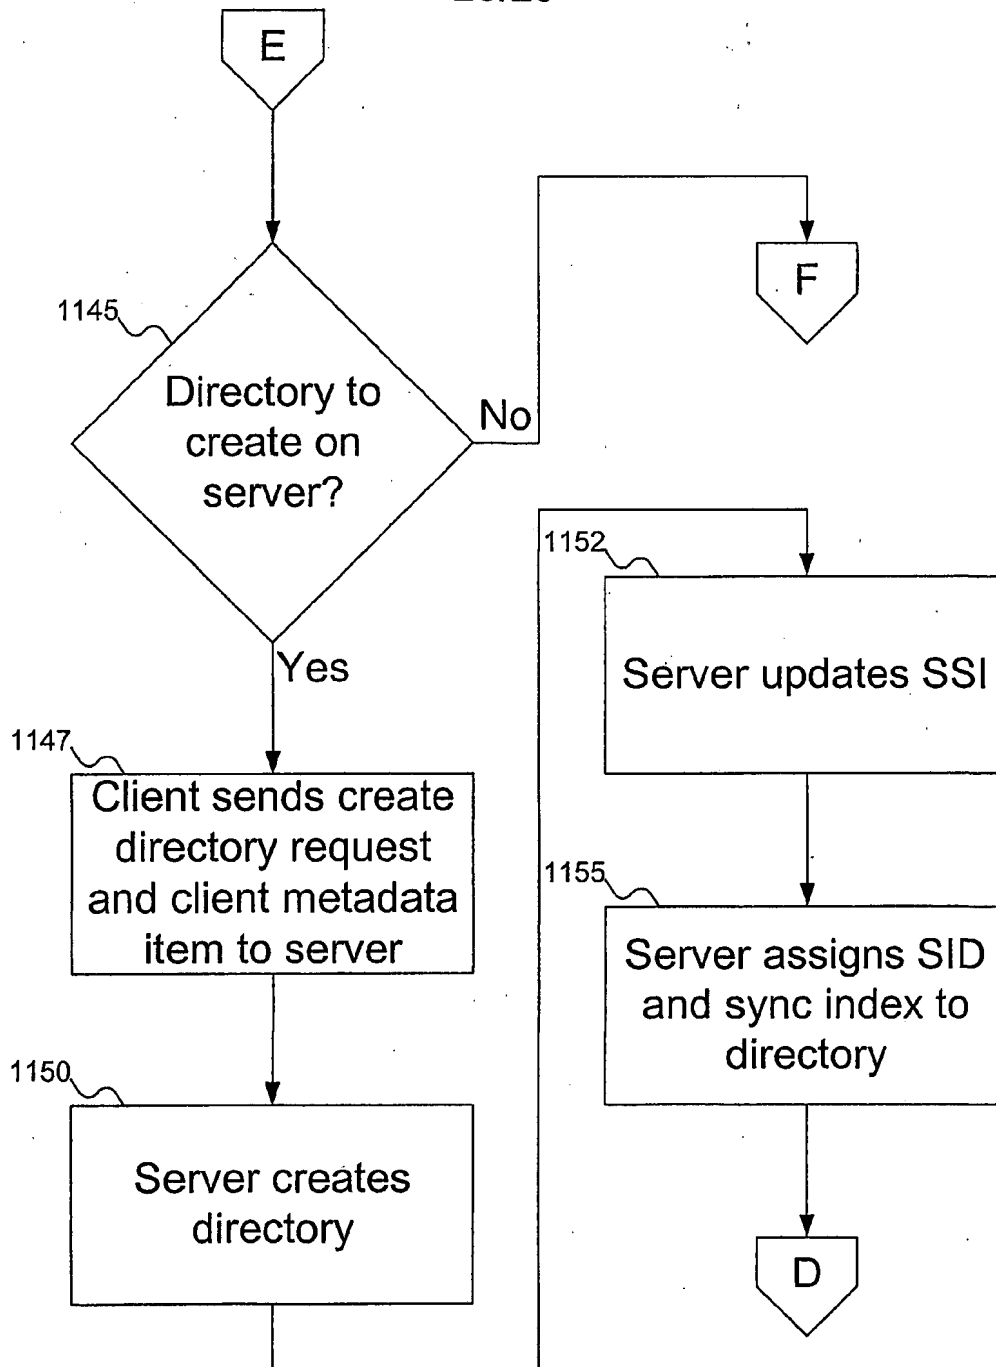 E
1145
Directory to
create on
server?
No
F
Yes
1147
Client sends create
directory request
and client metadata
item to server
1150
Server creates
directory
1152
Server updates SSI
1155
Server assigns SID
and sync index to
directory
D